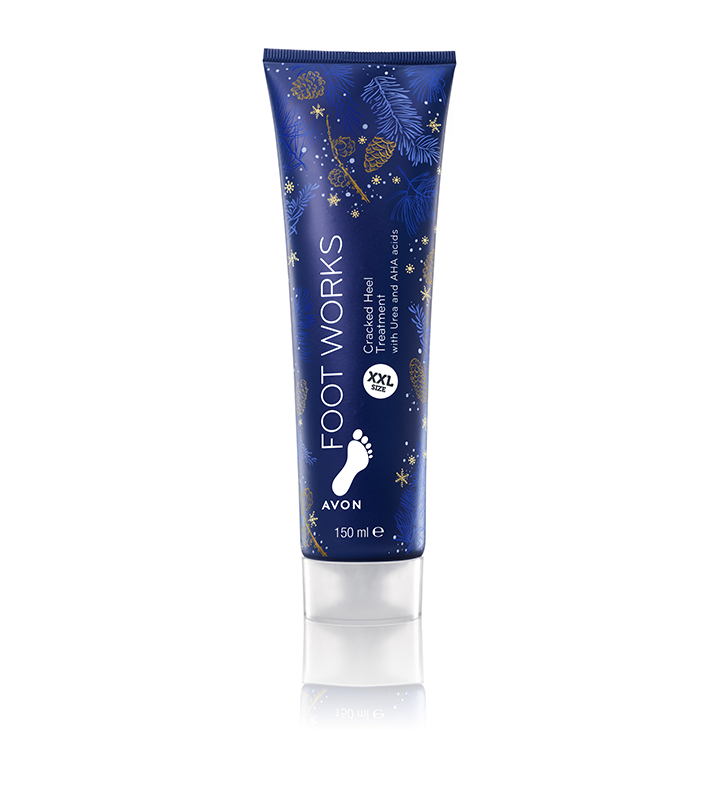 FOOT WORKS
Cracked Heel
Treatment
with Urea and AHA acids
XXL
SIZE
AVON
150 ml ℮